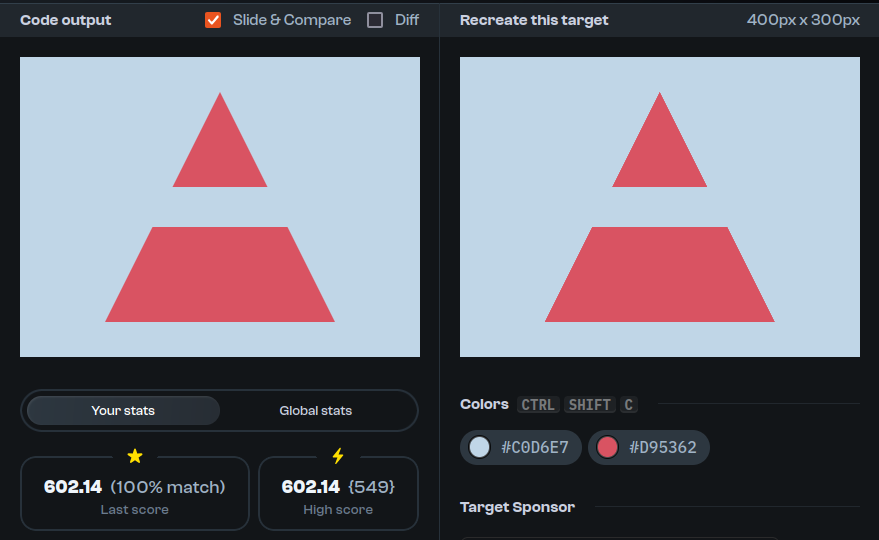 Code output
Slide & Compare
Diff
Recreate this target
400px x 300px
Your stats
Global stats
602.14 (100% match)
Last score
602.14 {549}
High score
Colors CTRL SHIFT C
#C0D6E7
#D95362
Target Sponsor